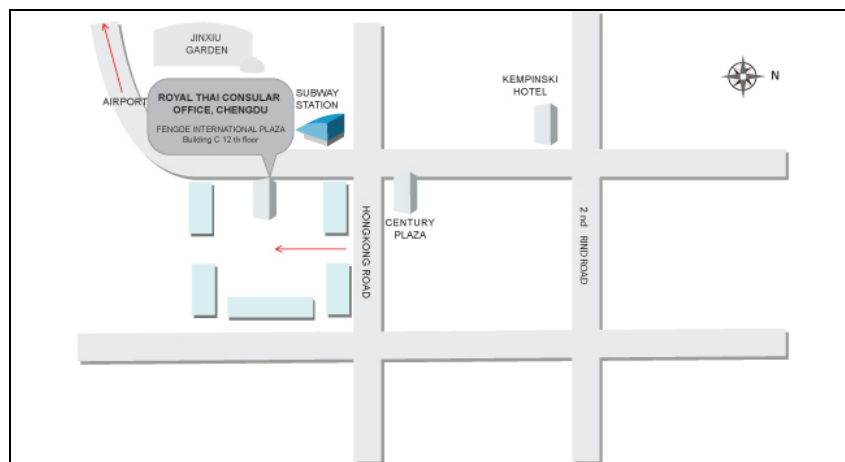 JINXIU
GARDEN
AIRPORT
ROYAL THAI CONSULAR
OFFICE, CHENGDU
FENGDE INTERNATIONAL PLAZA
Building C 12 th floor
SUBWAY
STATION
KEMPINSKI
HOTEL
N
HONGKONG ROAD
CENTURY
PLAZA
2 nd RIND ROAD